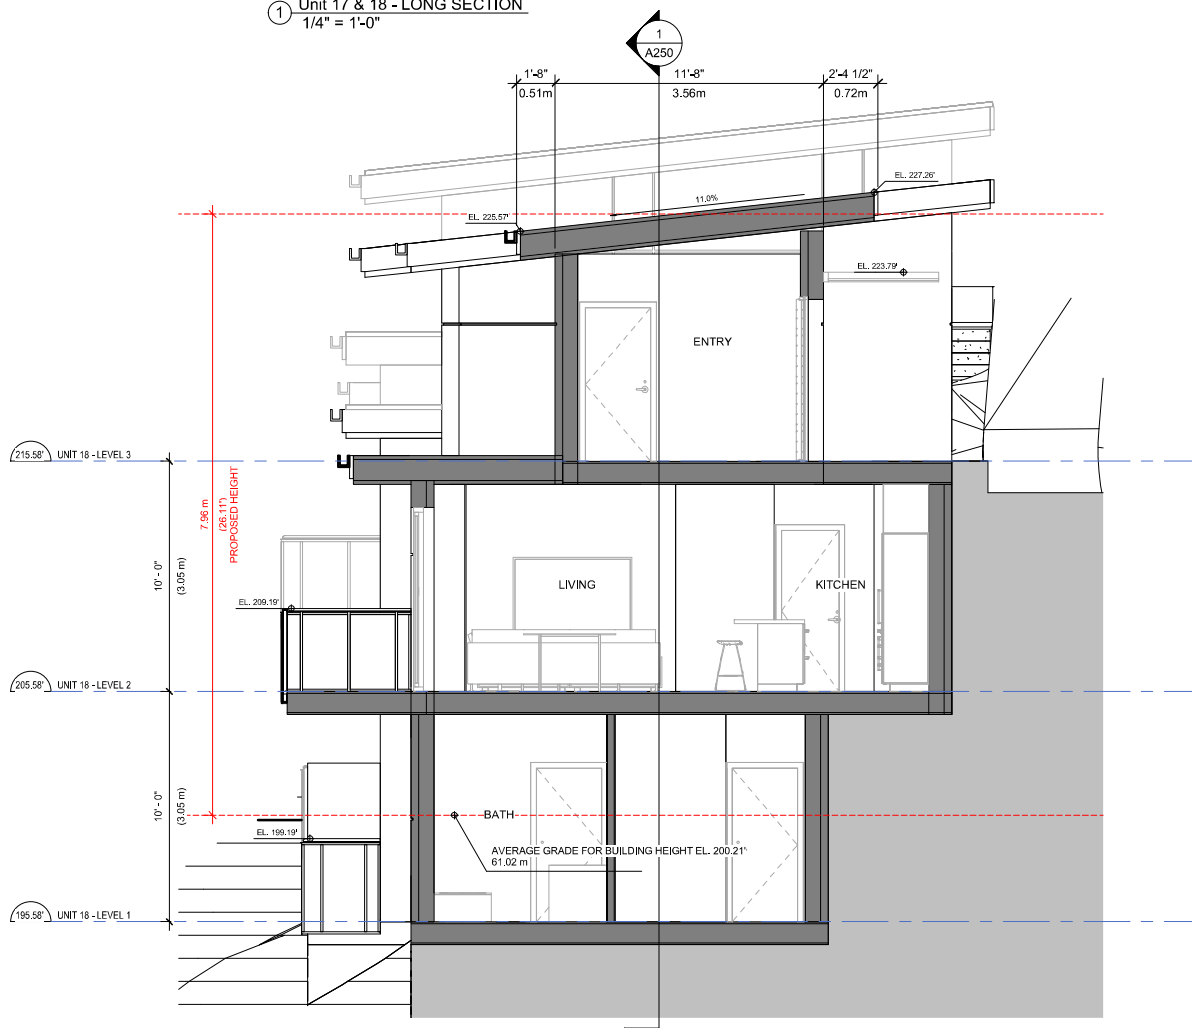 1 Unit 17 & 18 - LONG SECTION
1/4" = 1'-0"
1
A250
1'-8" 11'-8" 2'-4 1/2"
0.51m 3.56m 0.72m
EL. 227.26'
11.0%
EL. 225.57'
EL. 223.79'
ENTRY
215.58' UNIT 18 - LEVEL 3
7.96 m
(26.11')
PROPOSED HEIGHT
10' - 0"
(3.05 m)
LIVING
KITCHEN
EL. 209.19'
205.58' UNIT 18 - LEVEL 2
10' - 0"
(3.05 m)
BATH
EL. 199.19'
AVERAGE GRADE FOR BUILDING HEIGHT EL. 200.21'
61.02 m
195.58' UNIT 18 - LEVEL 1